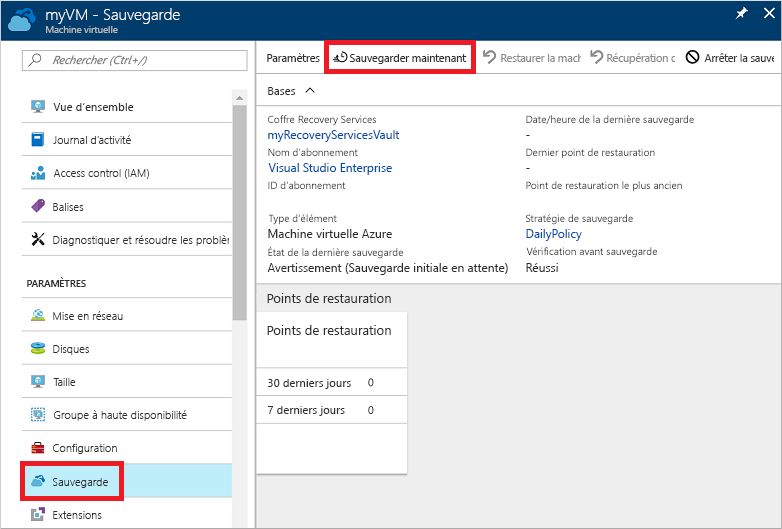 myVM - Sauvegarde
Machine virtuelle
Rechercher (Ctrl+/)
Vue d'ensemble
Journal d'activité
Access control (IAM)
Balises
Diagnostiquer et résoudre les problèm
PARAMÈTRES
Mise en réseau
Disques
Taille
Groupe à haute disponibilité
Configuration
Sauvegarde
Extensions
Paramètres
Sauvegarder maintenant
Restaurer la mach
Récupération d
Arrêter la sauve
Bases
Coffre Recovery Services
myRecoveryServicesVault
Nom d'abonnement
Visual Studio Enterprise
ID d'abonnement
Type d'élément
Machine virtuelle Azure
État de la dernière sauvegarde
Avertissement (Sauvegarde initiale en attente)
Date/heure de la dernière sauvegarde
-
Dernier point de restauration
-
Point de restauration le plus ancien
Stratégie de sauvegarde
DailyPolicy
Vérification avant sauvegarde
Réussi
Points de restauration
Points de restauration
30 derniers jours 0
7 derniers jours 0